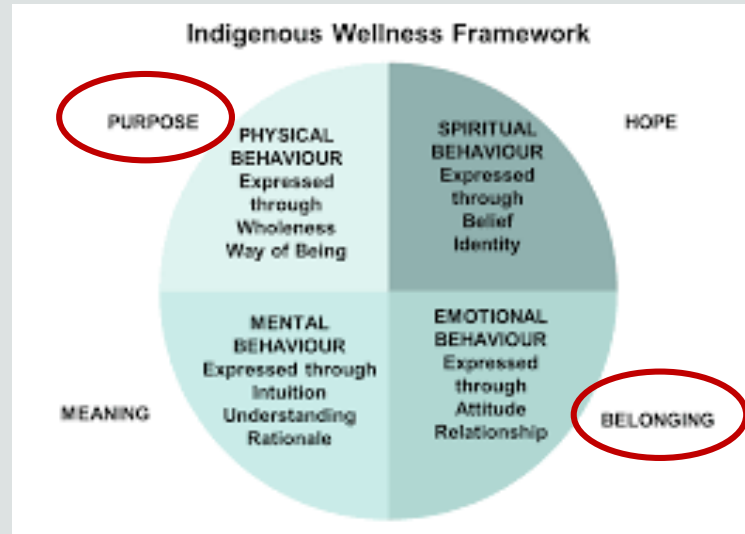 Indigenous Wellness Framework
PURPOSE
PHYSICAL
BEHAVIOUR
Expressed
through
Wholeness
Way of Being
SPIRITUAL
BEHAVIOUR
Expressed
through
Belief
Identity
HOPE
MEANING
MENTAL
BEHAVIOUR
Expressed through
Intuition
Understanding
Rationale
EMOTIONAL
BEHAVIOUR
Expressed
through
Attitude
Relationship
BELONGING